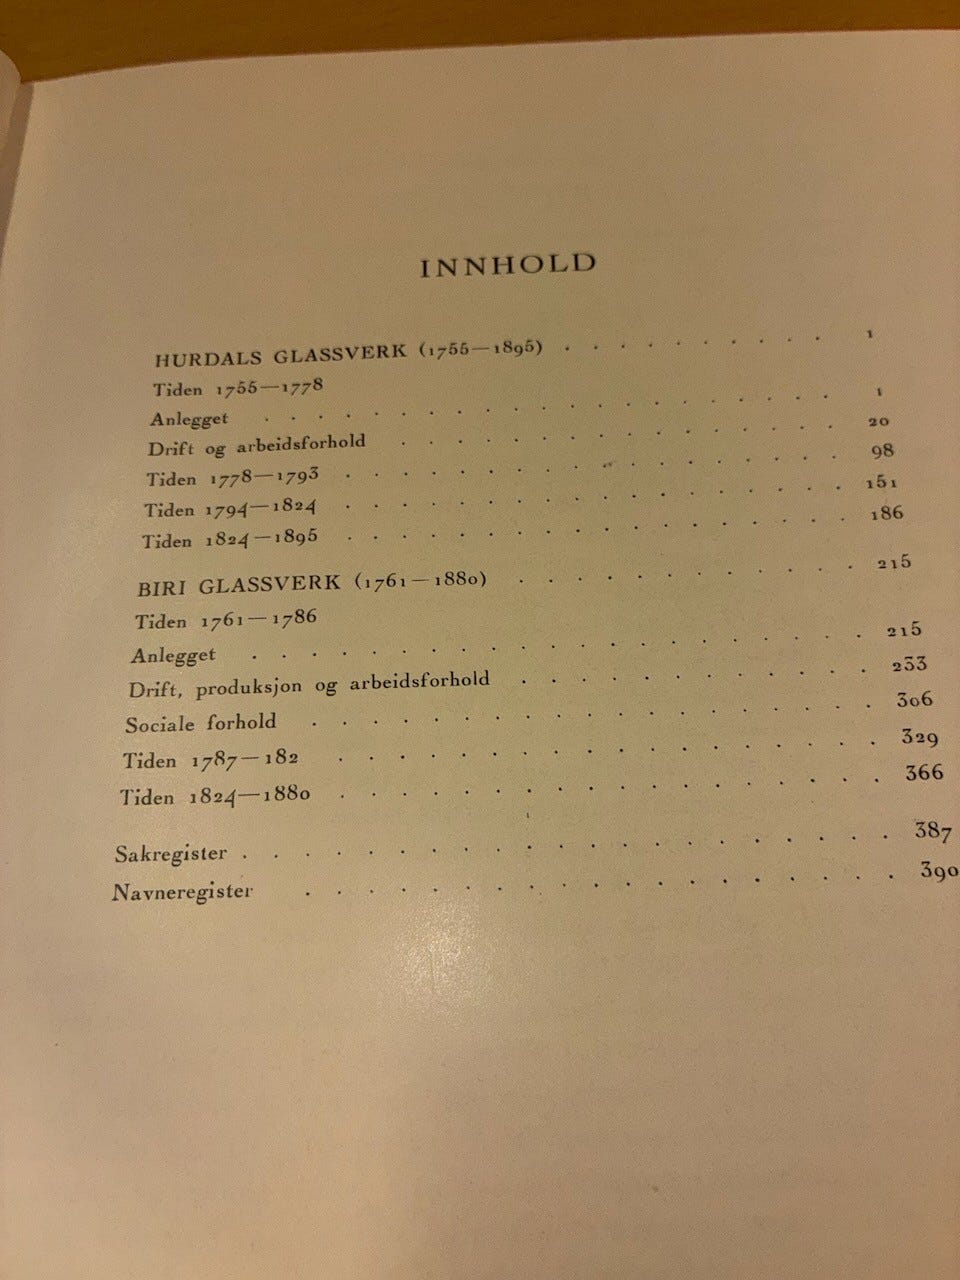 INNHOLD
HURDALS GLASSVERK (1755—1895) . . . . . . . . . . 1
Tiden 1755—1778
Anlegget . . . . . . . . . . . . . . . . . . . . . 1
Drift og arbeidsforhold . . . . . . . . . . . . . . . . 20
Tiden 1778—1793 . . . . . . . . . . . . . . . . . . 98
Tiden 1794—1824 . . . . . . . . . . . . . . . . . . 151
Tiden 1824—1895 . . . . . . . . . . . . . . . . . . 186
BIRI GLASSVERK (1761—1880) . . . . . . . . . . . . 215
Tiden 1761—1786
Anlegget . . . . . . . . . . . . . . . . . . . . . 215
Drift, produksjon og arbeidsforhold . . . . . . . . . . . . 233
Sociale forhold . . . . . . . . . . . . . . . . . . . 306
Tiden 1787—182 . . . . . . . . . . . . . . . . . . 329
Tiden 1824—1880 . . . . . . . . . . . . . . . . . . 366
Sakregister . . . . . . . . . . . . . . . . . . . . . 387
Navneregister . . . . . . . . . . . . . . . . . . . 390